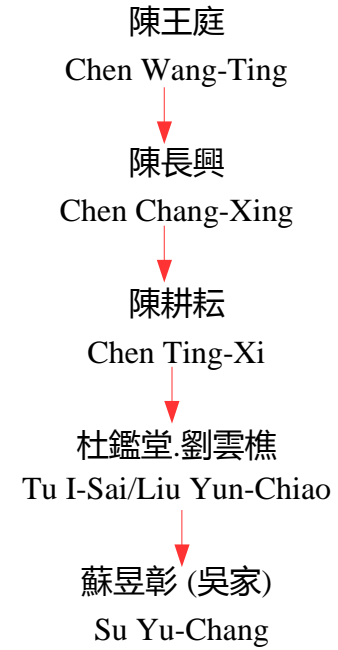 陳王庭
Chen Wang-Ting
陳長興
Chen Chang-Xing
陳耕耘
Chen Ting-Xi
杜鑑堂.劉雲樵
Tu I-Sai/Liu Yun-Chiao
蘇昱彰 (吳家)
Su Yu-Chang